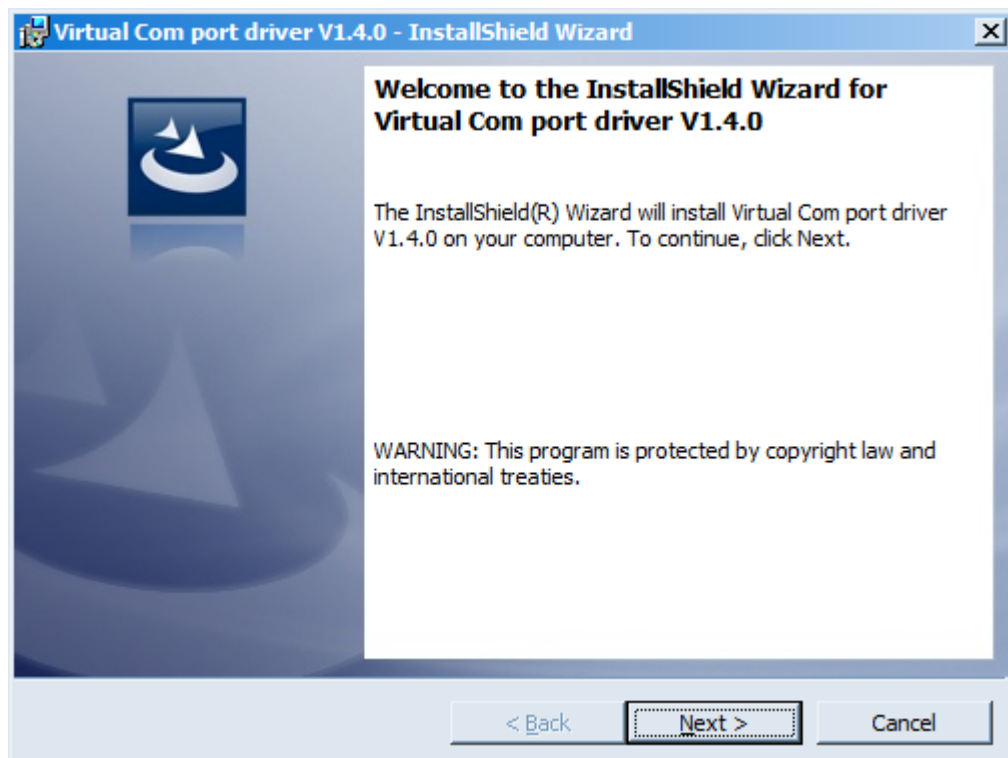 Virtual Com port driver V1.4.0 - InstallShield Wizard
Welcome to the InstallShield Wizard for
Virtual Com port driver V1.4.0
The InstallShield(R) Wizard will install Virtual Com port driver
V1.4.0 on your computer. To continue, click Next.
WARNING: This program is protected by copyright law and
international treaties.
< Back
Next >
Cancel